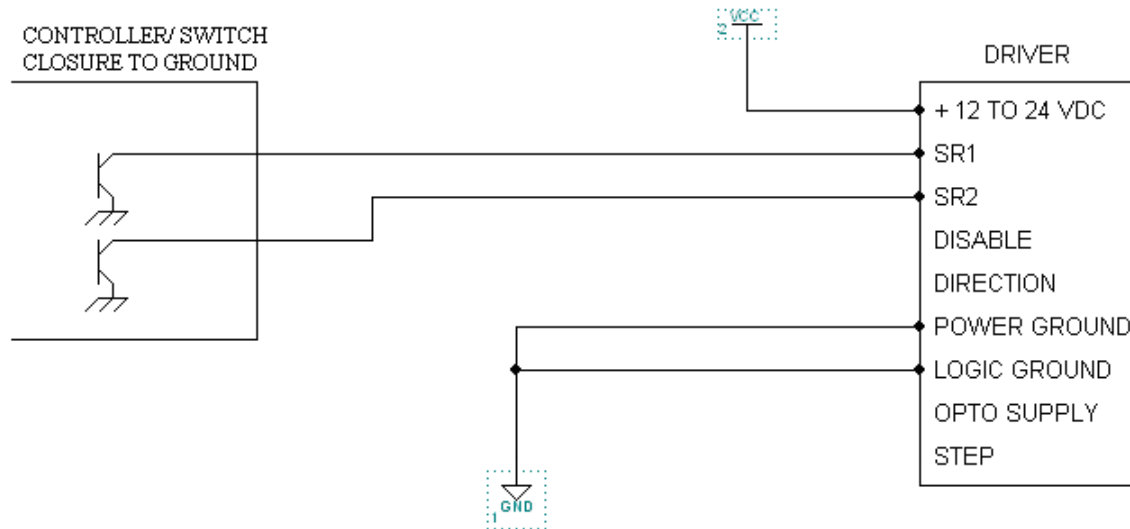 CONTROLLER/ SWITCH
CLOSURE TO GROUND
VCC
2
DRIVER
+ 12 TO 24 VDC
SR1
SR2
DISABLE
DIRECTION
POWER GROUND
LOGIC GROUND
OPTO SUPPLY
STEP
GND
1